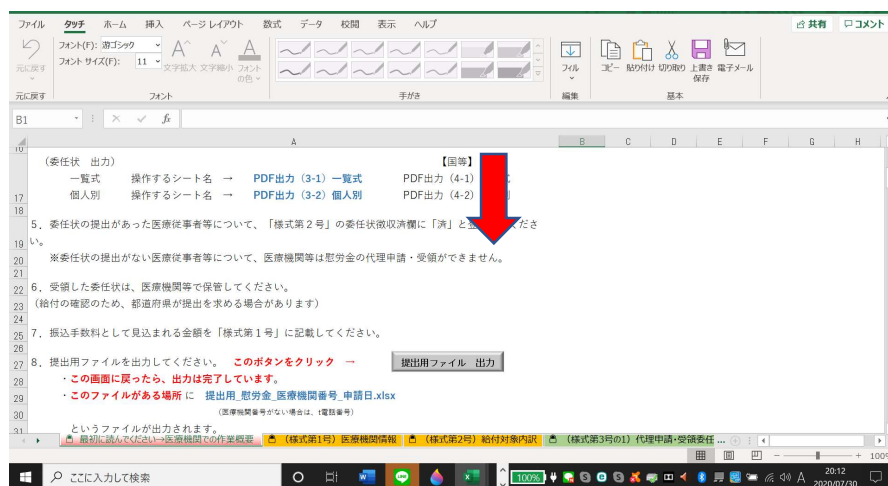 ファイル タッチ ホーム 挿入 ページ レイアウト 数式 データ 校閲 表示 ヘルプ 共有 コメント
フォント(F): 游ゴシック
フォント サイズ(F): 11
元に戻す 文字拡大 文字縮小 フォントの色 フィル コピー 貼り付け 切り取り 上書き保存 電子メール
元に戻す フォント 手がき 編集 基本
B1 fx
A B C D E F G H
(委任状 出力) 【国等】
一覧式 操作するシート名 → PDF出力(3-1)一覧式 PDF出力(4-1)
17 個人別 操作するシート名 → PDF出力(3-2)個人別 PDF出力(4-2)
18
5.委任状の提出があった医療従事者等について、「様式第2号」の委任状徴収済欄に「済」と くださ
19 い。
20 ※委任状の提出がない医療従事者等について、医療機関等は慰労金の代理申請・受領ができません。
21
22 6.受領した委任状は、医療機関等で保管してください。
23 (給付の確認のため、都道府県が提出を求める場合があります)
24
25 7.振込手数料として見込まれる金額を「様式第1号」に記載してください。
26
27 8.提出用ファイルを出力してください。 このボタンをクリック → 提出用ファイル 出力
28 ・この画面に戻ったら、出力は完了しています。
29 ・このファイルがある場所 に 提出用_慰労金_医療機関番号_申請日.xlsx
30 (医療機関番号がない場合は、t電話番号)
31 というファイルが出力されます。
最初に読んでください→医療機関での作業概要 (様式第1号)医療機関情報 (様式第2号)給付対象内訳 (様式第3号の1)代理申請・受領委任 ...
100%
ここに入力して検索 100% A 20:12
2020/07/30